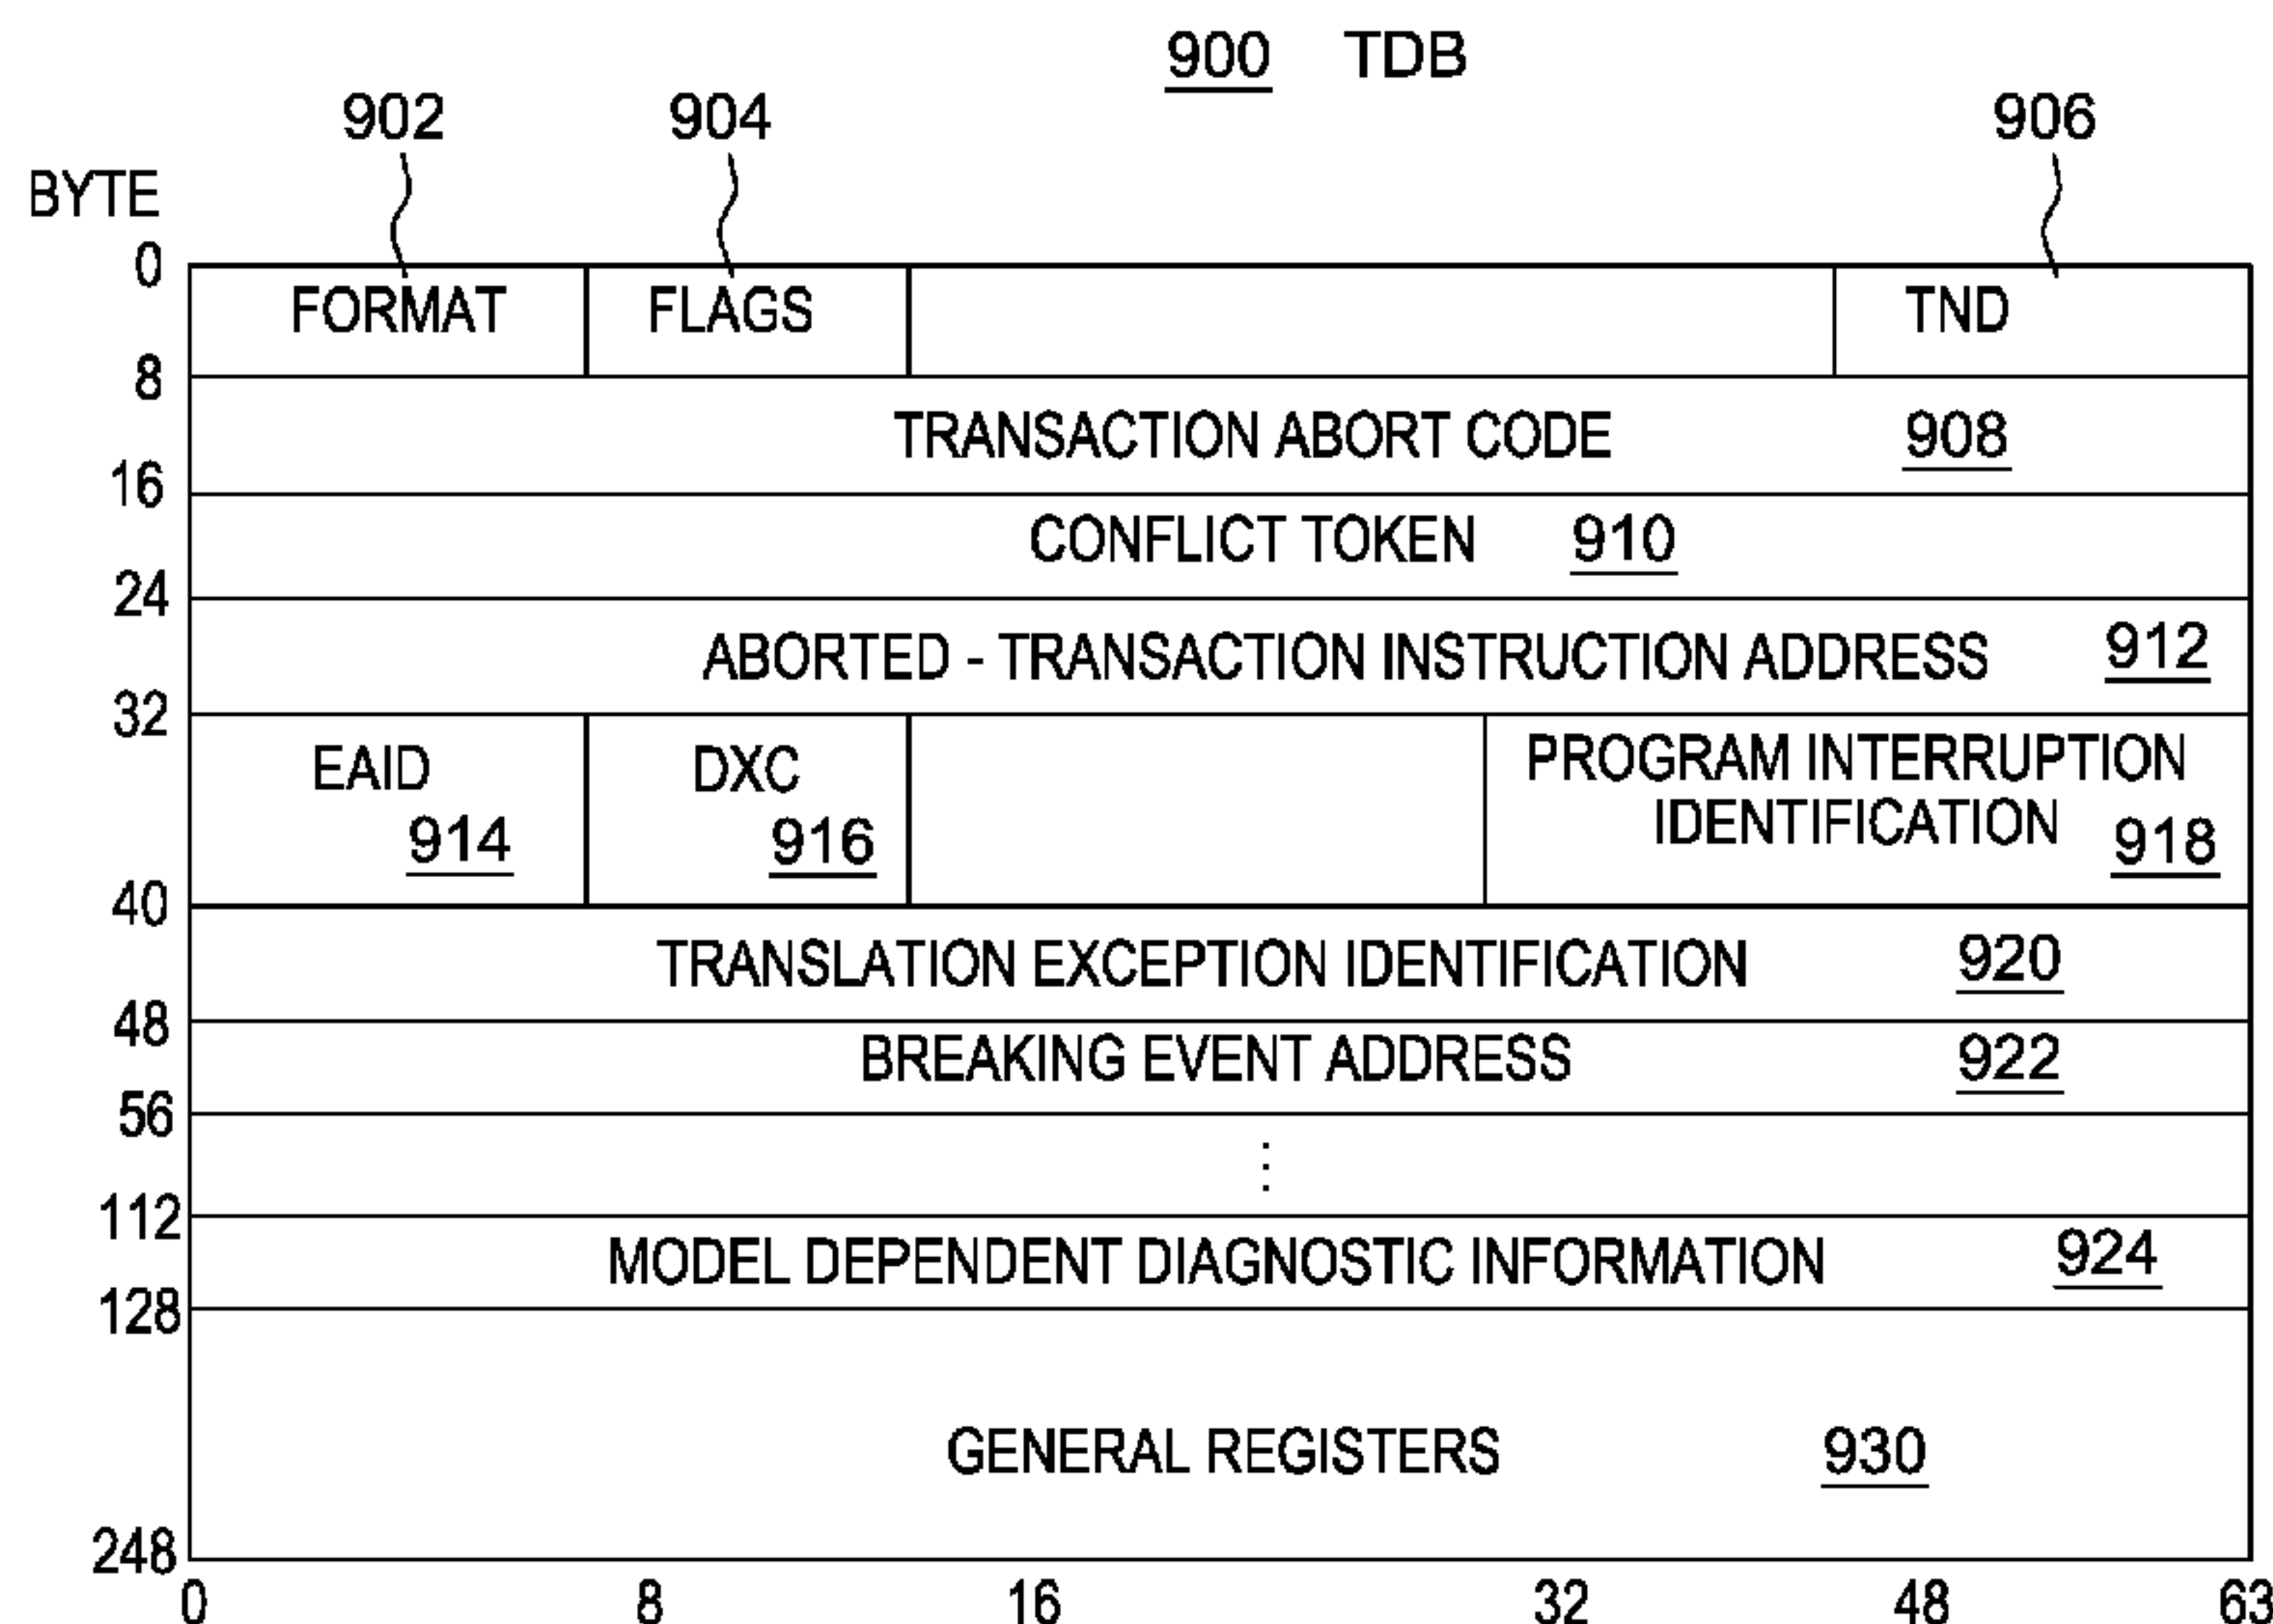 900 TDB
902 904 906
BYTE
0
FORMAT FLAGS TND
8
TRANSACTION ABORT CODE 908
16
CONFLICT TOKEN 910
24
ABORTED - TRANSACTION INSTRUCTION ADDRESS 912
32
EAID 914
DXC 916
PROGRAM INTERRUPTION
IDENTIFICATION 918
40
TRANSLATION EXCEPTION IDENTIFICATION 920
48
BREAKING EVENT ADDRESS 922
56
⋮
112
MODEL DEPENDENT DIAGNOSTIC INFORMATION 924
128
GENERAL REGISTERS 930
248
0 8 16 32 48 63